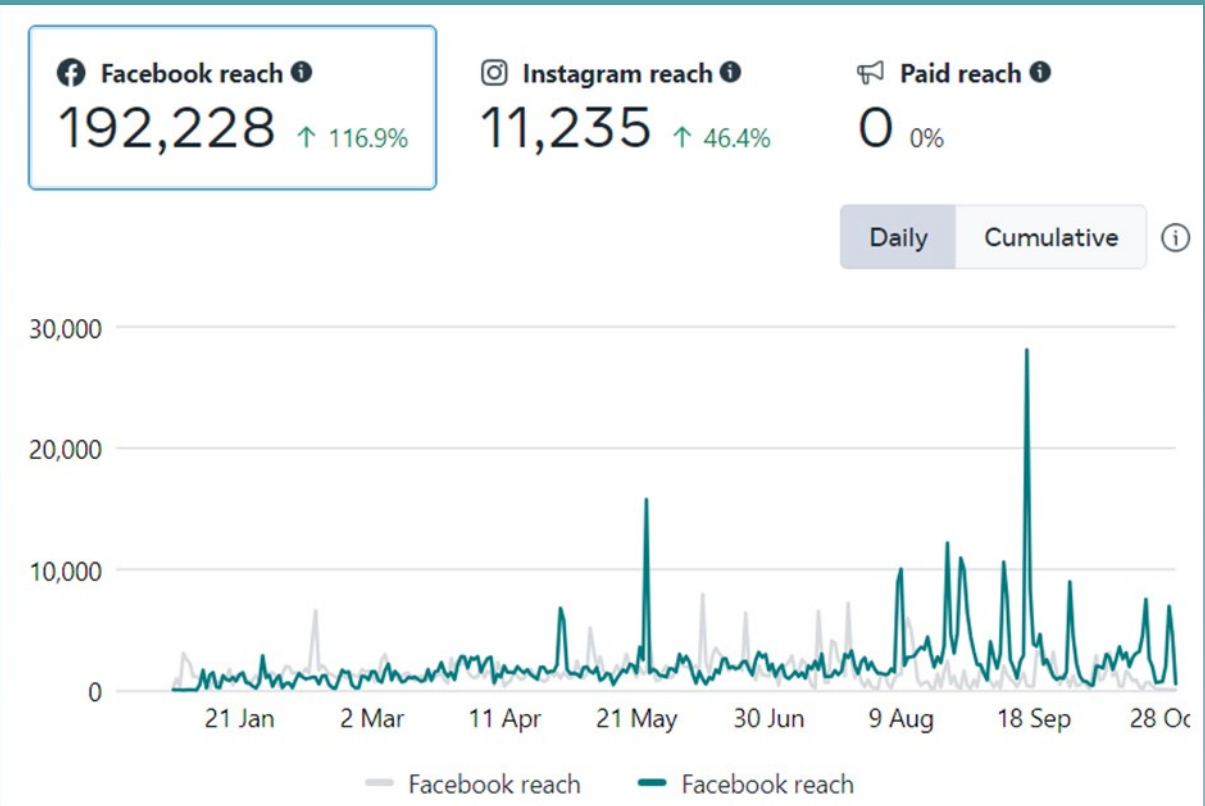 Facebook reach
192,228 ↑ 116.9%
Instagram reach
11,235 ↑ 46.4%
Paid reach
0 0%
Daily Cumulative
30,000
20,000
10,000
0
21 Jan 2 Mar 11 Apr 21 May 30 Jun 9 Aug 18 Sep 28 Oc
Facebook reach Facebook reach